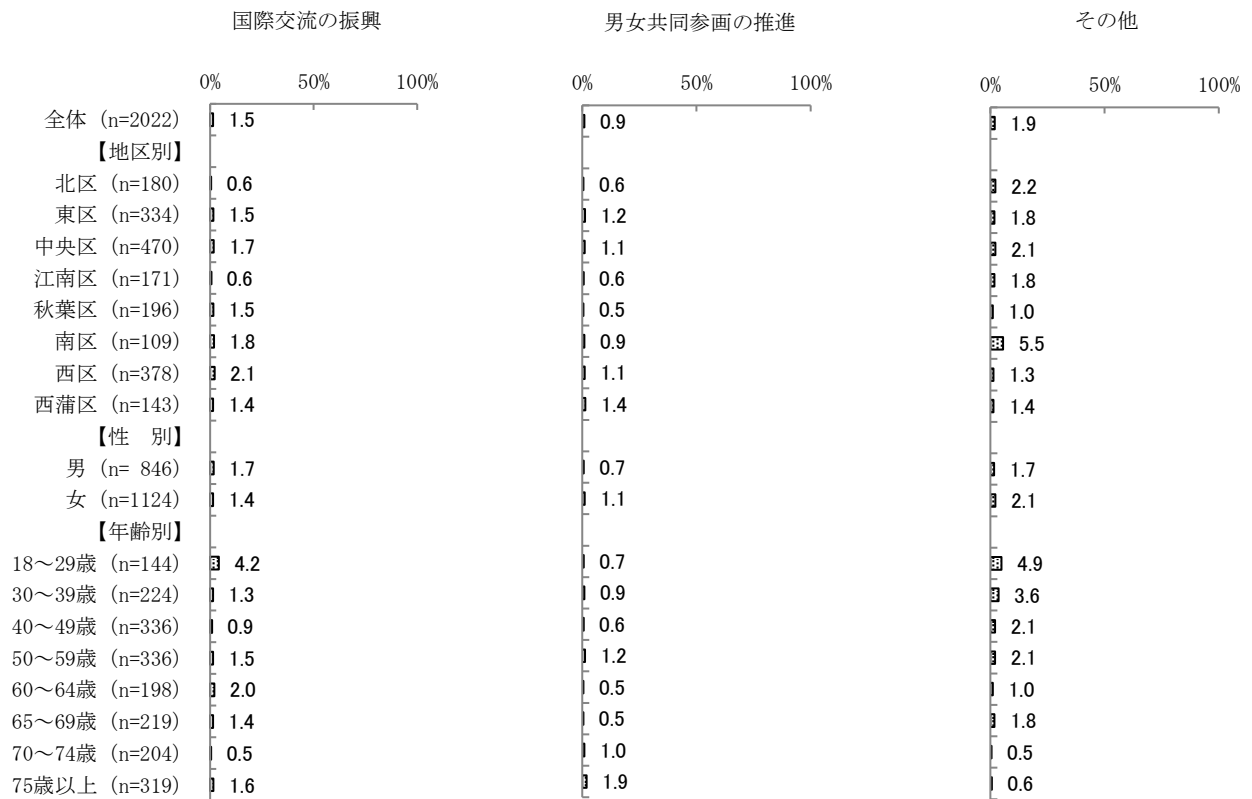 国際交流の振興 男女共同参画の推進 その他
0% 50% 100% 0% 50% 100% 0% 50% 100%
全体 (n=2022) 1.5 0.9 1.9
【地区別】
北区 (n=180) 0.6 0.6 2.2
東区 (n=334) 1.5 1.2 1.8
中央区 (n=470) 1.7 1.1 2.1
江南区 (n=171) 0.6 0.6 1.8
秋葉区 (n=196) 1.5 0.5 1.0
南区 (n=109) 1.8 0.9 5.5
西区 (n=378) 2.1 1.1 1.3
西蒲区 (n=143) 1.4 1.4 1.4
【性　別】
男 (n= 846) 1.7 0.7 1.7
女 (n=1124) 1.4 1.1 2.1
【年齢別】
18～29歳 (n=144) 4.2 0.7 4.9
30～39歳 (n=224) 1.3 0.9 3.6
40～49歳 (n=336) 0.9 0.6 2.1
50～59歳 (n=336) 1.5 1.2 2.1
60～64歳 (n=198) 2.0 0.5 1.0
65～69歳 (n=219) 1.4 0.5 1.8
70～74歳 (n=204) 0.5 1.0 0.5
75歳以上 (n=319) 1.6 1.9 0.6